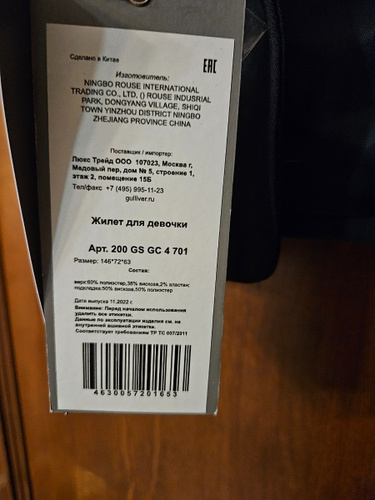 Сделано в Китае
EAC
Изготовитель:
NINGBO ROUSE INTERNATIONAL
TRADING CO., LTD, () ROUSE INDUSRIAL
PARK, DONGYANG VILLAGE, SHIQI
TOWN YINZHOU DISTRICT NINGBO
ZHEJIANG PROVINCE CHINA
Поставщик / импортер:
Люкс Трейд ООО 107023, Москва г,
Медовый пер, дом № 5, строение 1,
этаж 2, помещение 15Б
Тел/факс +7 (495) 995-11-23
gulliver.ru
Жилет для девочки
Арт. 200 GS GC 4 701
Размер: 146*72*63
Состав:
верх:60% полиэстер,38% вискоза,2% эластан;
подкладка:50% вискоза,50% полиэстер
Дата выпуска 11.2022 г.
Внимание: Перед началом использования
удалить все этикетки.
Данные по эксплуатации изделия см. на
внутренней вшивной этикетке.
Соответствует требованиям ТР ТС 007/2011
4630057201653